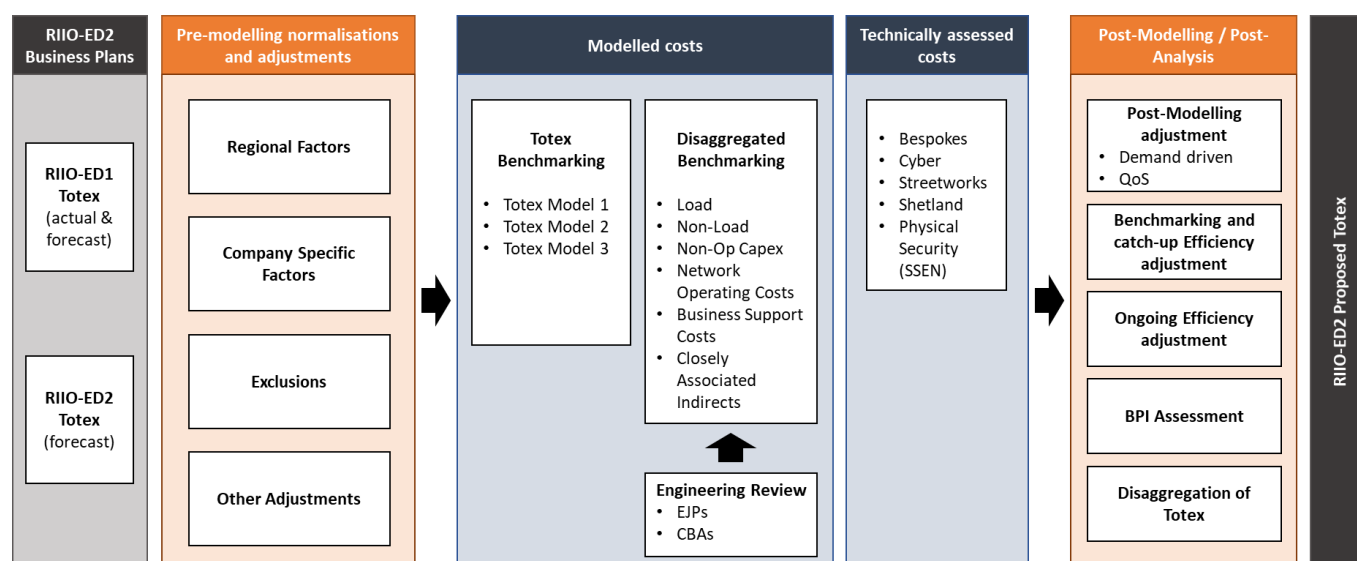 RIIO-ED2
Business Plans
RIIO-ED1
Totex
(actual &
forecast)
RIIO-ED2
Totex
(forecast)
Pre-modelling normalisations
and adjustments
Regional Factors
Company Specific
Factors
Exclusions
Other Adjustments
Modelled costs
Totex
Benchmarking
• Totex Model 1
• Totex Model 2
• Totex Model 3
Disaggregated
Benchmarking
• Load
• Non-Load
• Non-Op Capex
• Network
Operating Costs
• Business Support
Costs
• Closely
Associated
Indirects
Engineering Review
• EJPs
• CBAs
Technically assessed
costs
• Bespokes
• Cyber
• Streetworks
• Shetland
• Physical
Security
(SSEN)
Post-Modelling / Post-
Analysis
Post-Modelling
adjustment
• Demand driven
• QoS
Benchmarking and
catch-up Efficiency
adjustment
Ongoing Efficiency
adjustment
BPI Assessment
Disaggregation of
Totex
RIIO-ED2 Proposed Totex